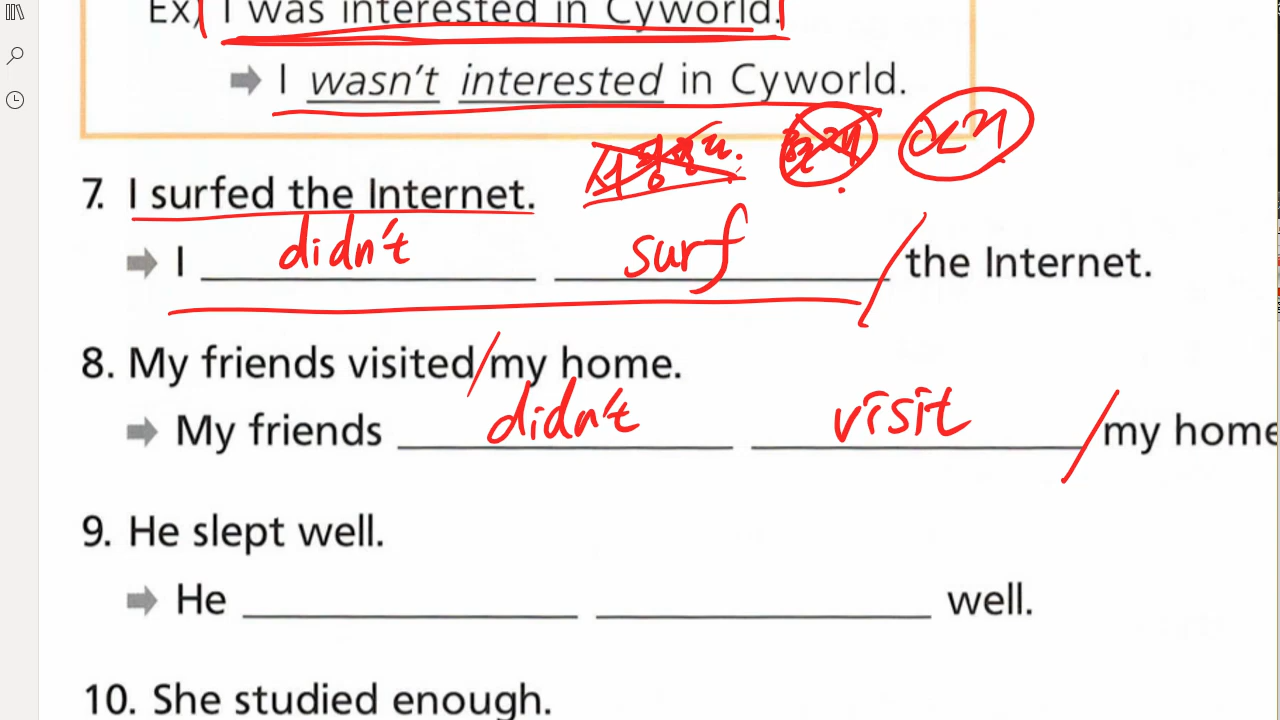 Ex) I was interested in Cyworld.
➡ I wasn't interested in Cyworld.
7. I surfed the Internet.
➡ I didn't surf / the Internet.
8. My friends visited/my home.
➡ My friends didn't visit / my home
9. He slept well.
➡ He ______ ______ well.
10. She studied enough.